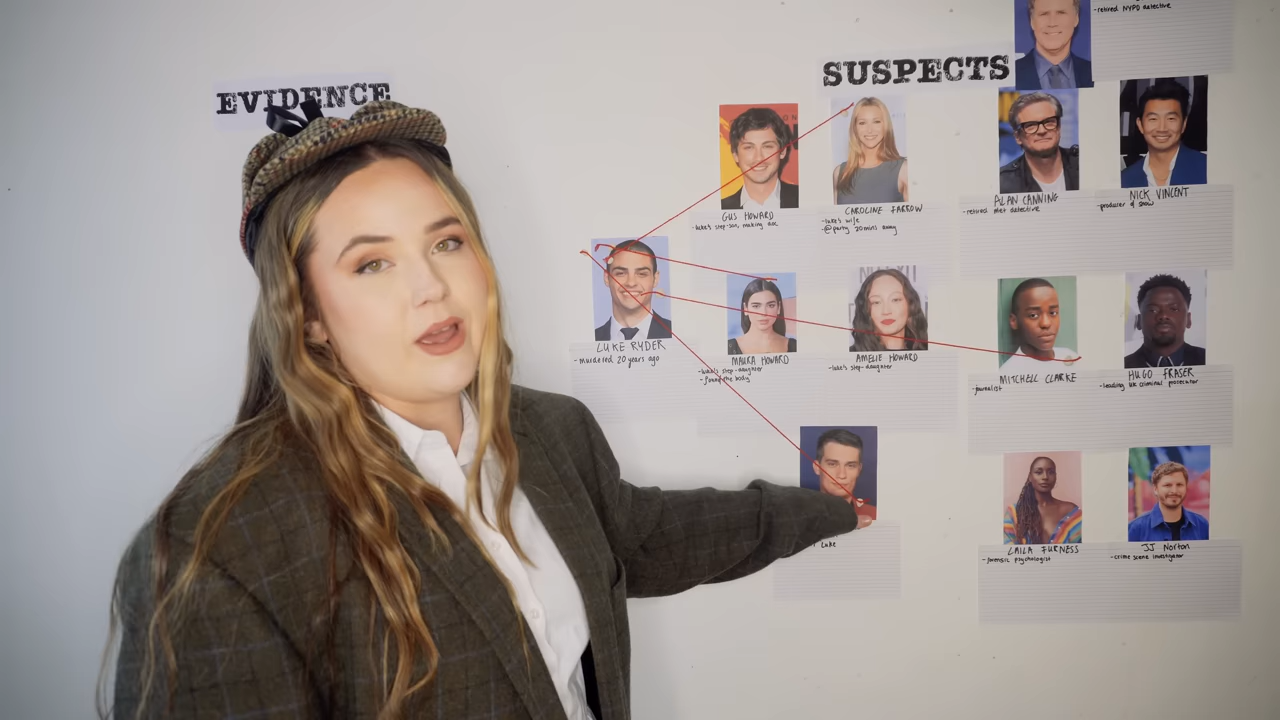 -retired NYPD detective
EVIDENCE
SUSPECTS
GUS HOWARD
-luke's step-son, making doc
CAROLINE FARROW
-luke's wife
-@party 20mins away
ALAN CANNING
-retired met detective
NICK VINCENT
-producer of show
LUKE RYDER
-murdered 20 years ago
MAURA HOWARD
-luke's step-daughter
-found the body
AMELIE HOWARD
-luke's step-daughter
MITCHELL CLARKE
-journalist
HUGO FRASER
-leading UK criminal prosecutor
Luke
LAILA FURNESS
-forensic psychologist
JJ Norton
-crime scene investigator